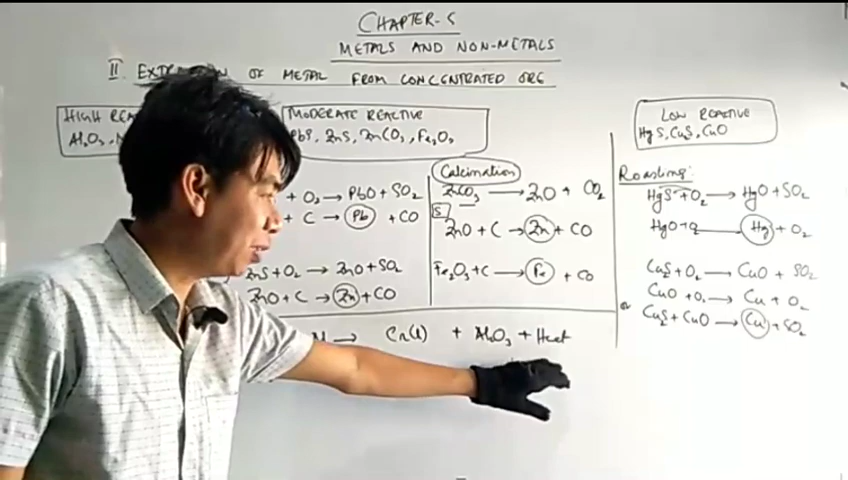 CHAPTER-5
METALS AND NON-METALS
II EXTRACTION OF METAL FROM CONCENTRATED ORE
HIGH REA
Al₂O₃,
MODERATE REACTIVE
PbS, ZnS, ZnCO₃, Fe₂O₃
+ O₂ → PbO + SO₂
+ C → Pb + CO
ZnS + O₂ → ZnO + SO₂
ZnO + C → Zn + CO
Calcination
ZnCO₃ → ZnO + CO₂
ZnO + C → Zn + CO
Fe₂O₃ + C → Fe + CO
→ Cr(l) + Al₂O₃ + Heat
LOW REACTIVE
HgS, Cu₂S, CuO
Roasting:
HgS + O₂ → HgO + SO₂
Hg + O₂
Cu₂S + O₂ → CuO + SO₂
CuO + O₂ → Cu + O₂
or Cu₂S + CuO → Cu + SO₂